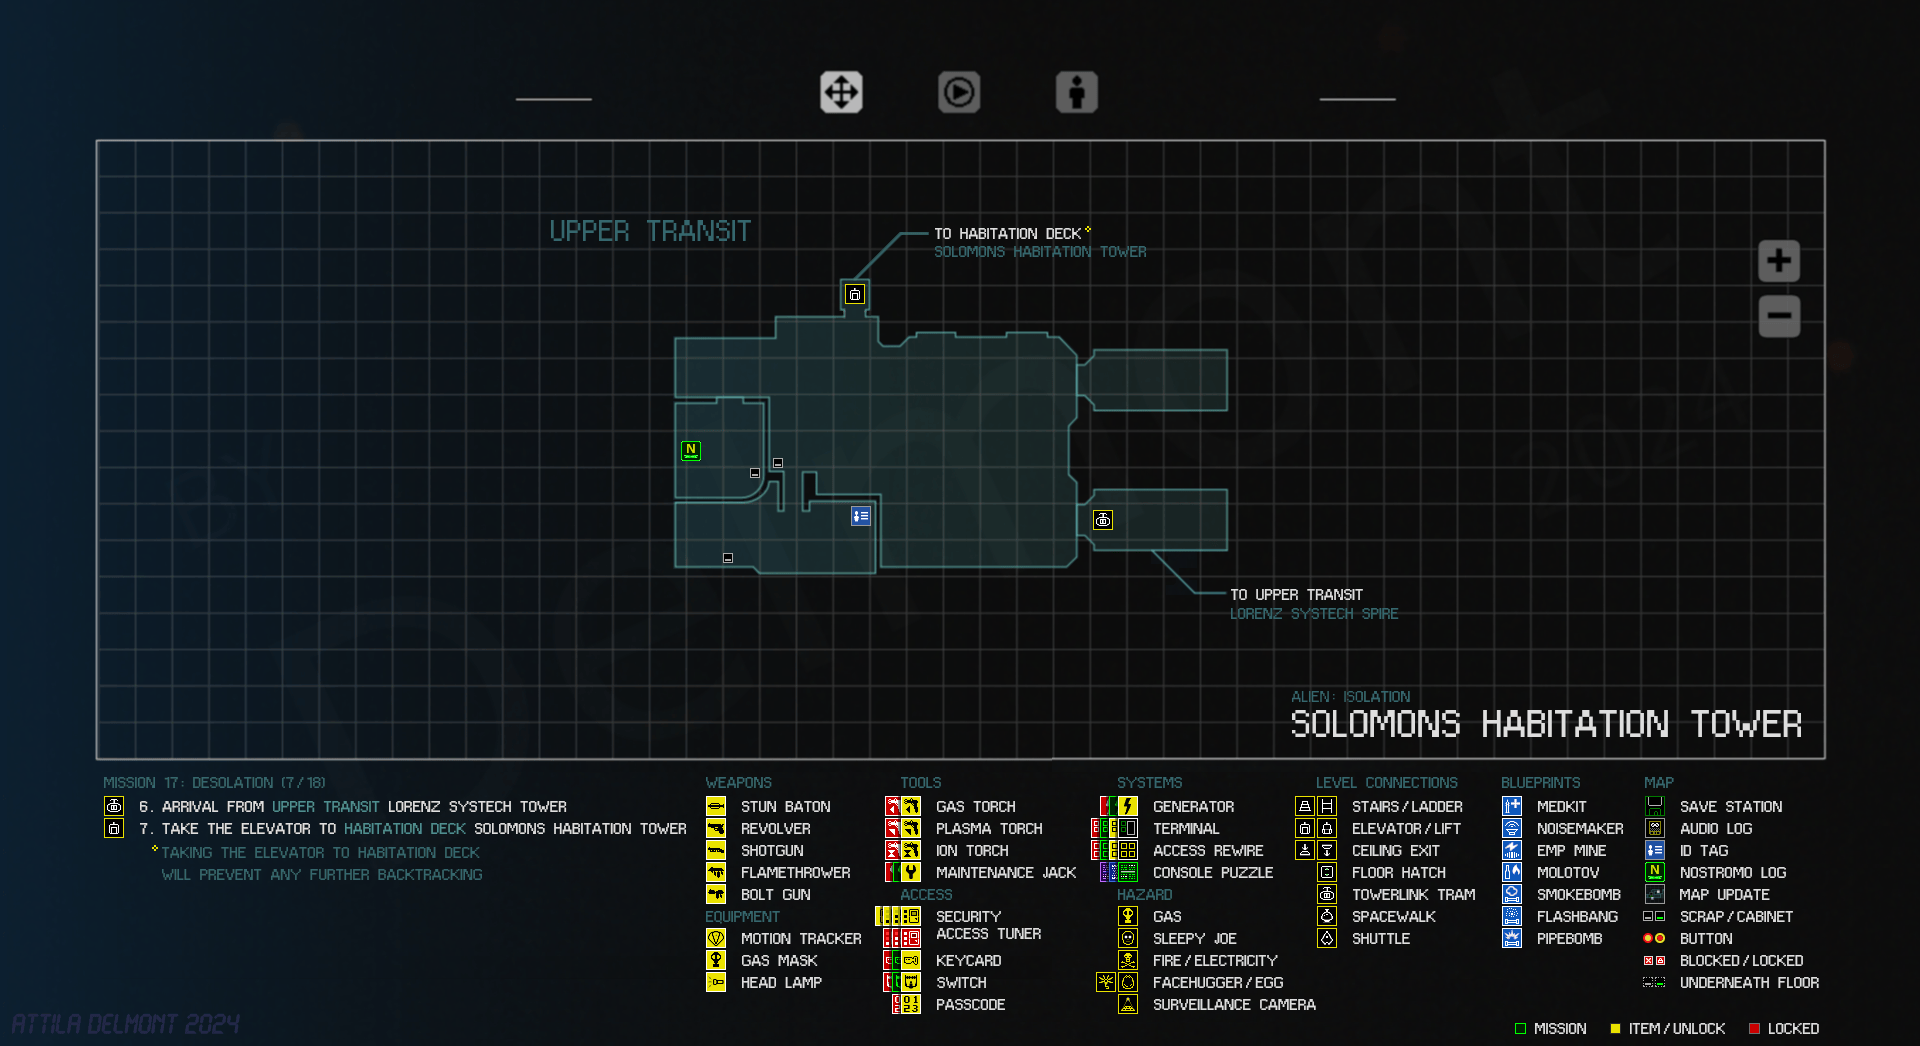 UPPER TRANSIT
TO HABITATION DECK
SOLOMONS HABITATION TOWER
N
TO UPPER TRANSIT
LORENZ SYSTECH SPIRE
ALIEN: ISOLATION
SOLOMONS HABITATION TOWER
MISSION 17: DESOLATION (7/18)
6. ARRIVAL FROM UPPER TRANSIT LORENZ SYSTECH TOWER
7. TAKE THE ELEVATOR TO HABITATION DECK SOLOMONS HABITATION TOWER
TAKING THE ELEVATOR TO HABITATION DECK
WILL PREVENT ANY FURTHER BACKTRACKING
WEAPONS
STUN BATON
REVOLVER
SHOTGUN
FLAMETHROWER
BOLT GUN
EQUIPMENT
MOTION TRACKER
GAS MASK
HEAD LAMP
TOOLS
GAS TORCH
PLASMA TORCH
ION TORCH
MAINTENANCE JACK
ACCESS
SECURITY
ACCESS TUNER
KEYCARD
SWITCH
PASSCODE
SYSTEMS
GENERATOR
TERMINAL
ACCESS REWIRE
CONSOLE PUZZLE
HAZARD
GAS
SLEEPY JOE
FIRE/ELECTRICITY
FACEHUGGER/EGG
SURVEILLANCE CAMERA
LEVEL CONNECTIONS
STAIRS/LADDER
ELEVATOR/LIFT
CEILING EXIT
FLOOR HATCH
TOWERLINK TRAM
SPACEWALK
SHUTTLE
BLUEPRINTS
MEDKIT
NOISEMAKER
EMP MINE
MOLOTOV
SMOKEBOMB
FLASHBANG
PIPEBOMB
MAP
SAVE STATION
AUDIO LOG
ID TAG
N NOSTROMO LOG
MAP UPDATE
SCRAP/CABINET
BUTTON
BLOCKED/LOCKED
UNDERNEATH FLOOR
MISSION
ITEM/UNLOCK
LOCKED
ATTILA DELMONT 2024